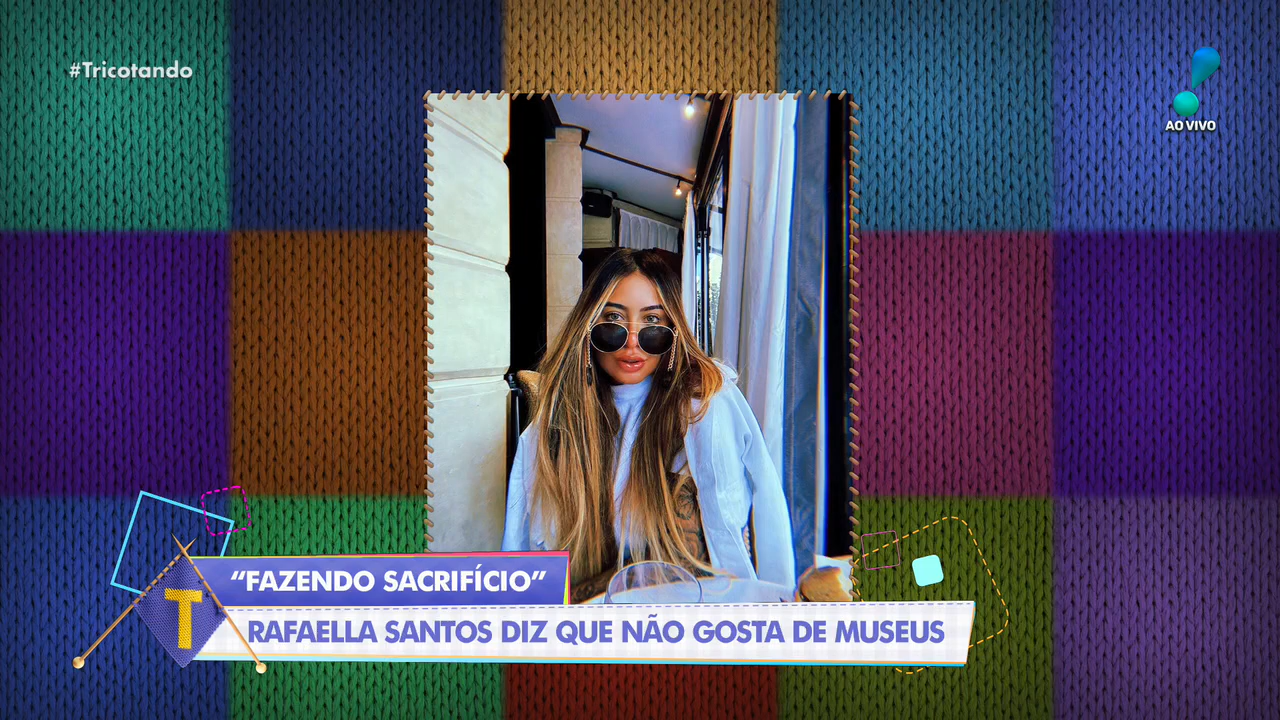 #Tricotando
AO VIVO
“FAZENDO SACRIFÍCIO”
T
RAFAELLA SANTOS DIZ QUE NÃO GOSTA DE MUSEUS